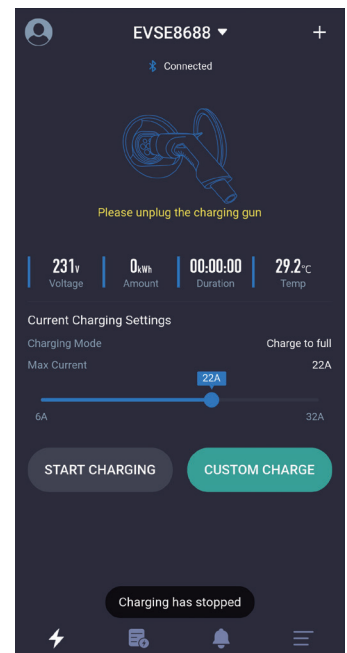 EVSE8688
Connected
Please unplug the charging gun
231v 0kWh 00:00:00 29.2°C
Voltage Amount Duration Temp
Current Charging Settings
Charging Mode Charge to full
Max Current 22A
22A
6A 32A
START CHARGING CUSTOM CHARGE
Charging has stopped